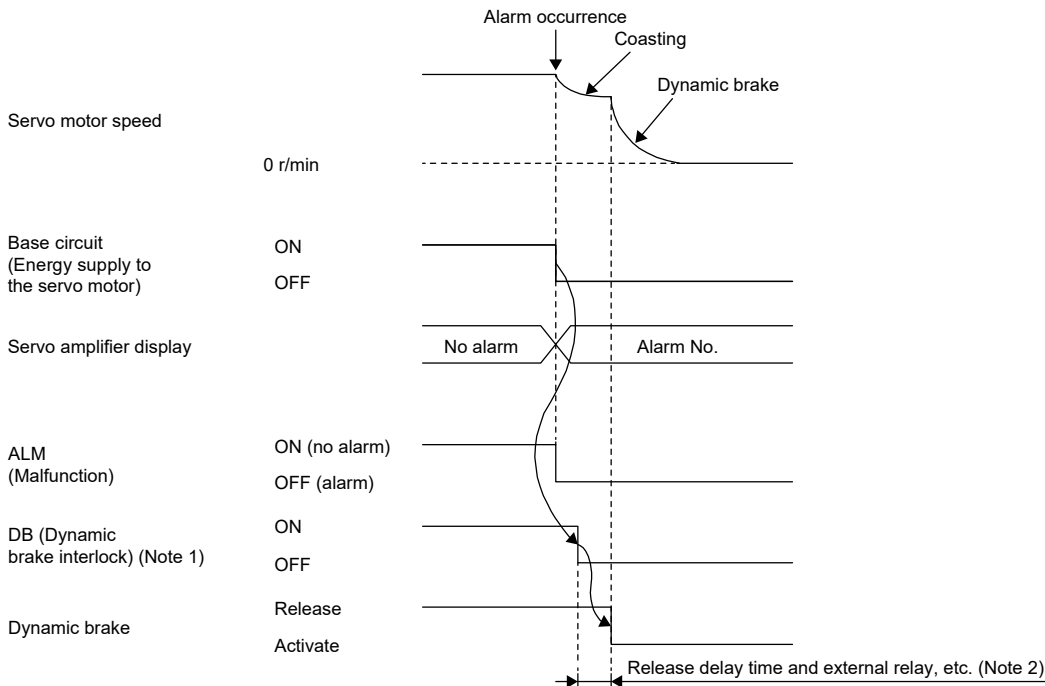 Alarm occurrence
Coasting
Dynamic brake
Servo motor speed
0 r/min
Base circuit
(Energy supply to
the servo motor)
ON
OFF
Servo amplifier display
No alarm
Alarm No.
ALM
(Malfunction)
ON (no alarm)
OFF (alarm)
DB (Dynamic
brake interlock) (Note 1)
ON
OFF
Dynamic brake
Release
Activate
Release delay time and external relay, etc. (Note 2)